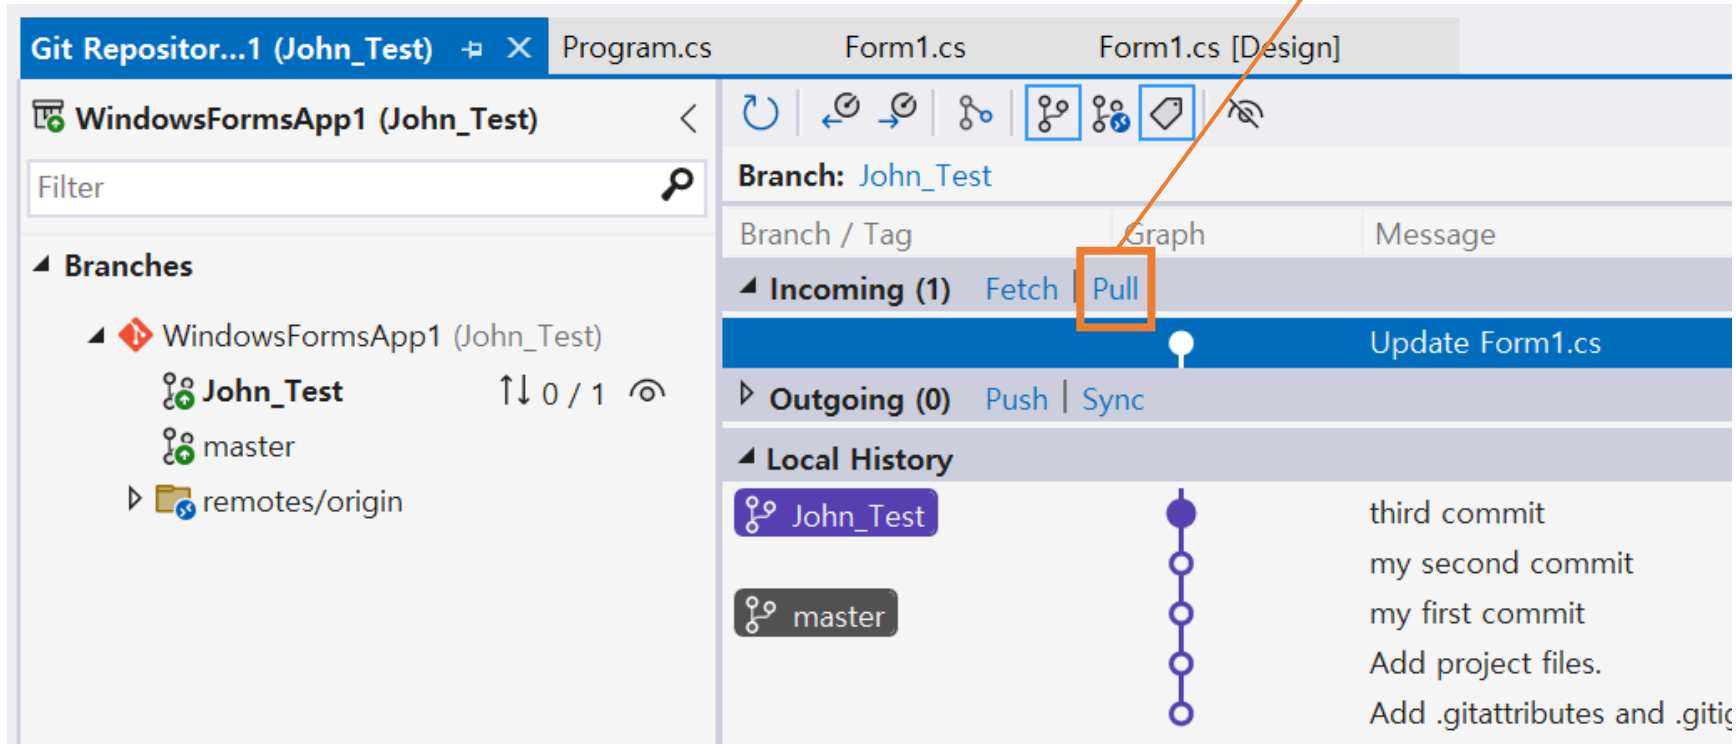 Git Repositor...1 (John_Test)
Program.cs
Form1.cs
Form1.cs [Design]
WindowsFormsApp1 (John_Test)
Filter
Branches
WindowsFormsApp1 (John_Test)
John_Test 0 / 1
master
remotes/origin
Branch: John_Test
Branch / Tag Graph Message
Incoming (1) Fetch | Pull
Update Form1.cs
Outgoing (0) Push | Sync
Local History
John_Test third commit
my second commit
master my first commit
Add project files.
Add .gitattributes and